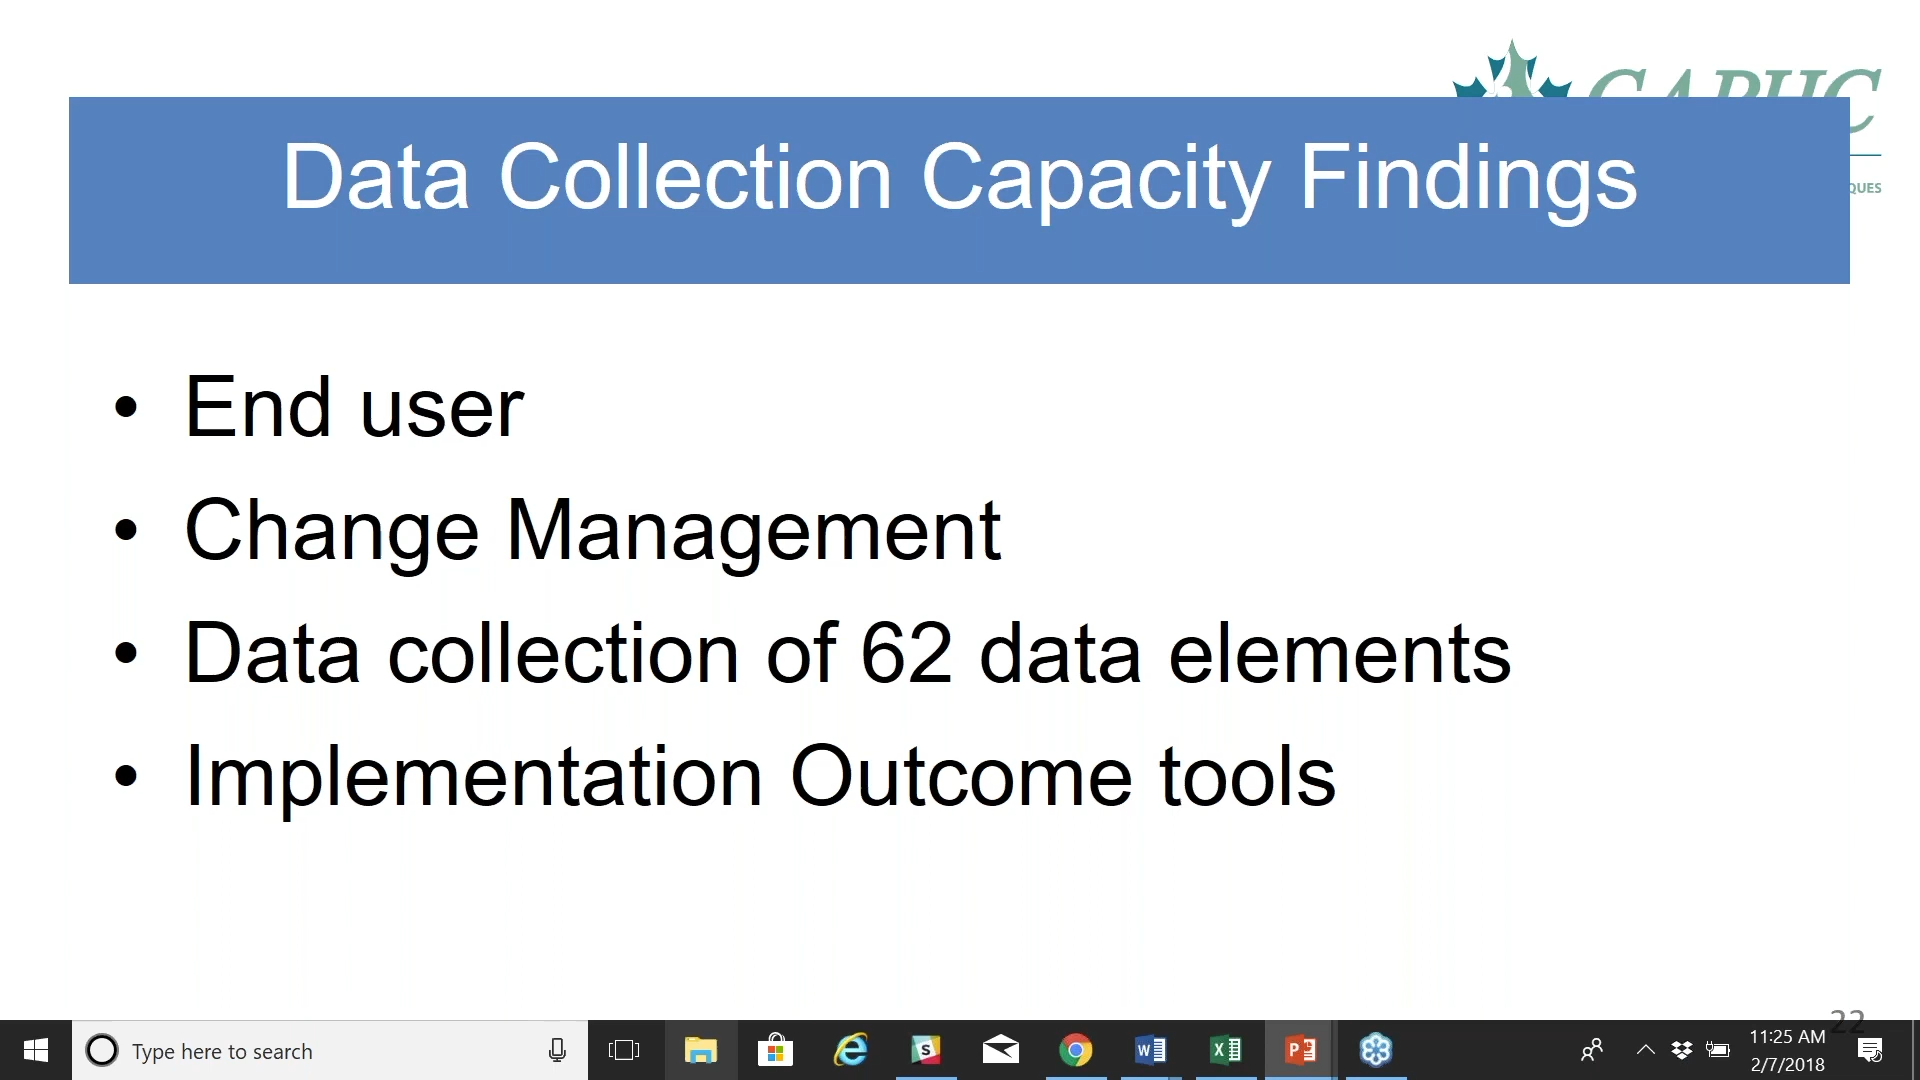 CAPHC
QUES
Data Collection Capacity Findings
• End user
• Change Management
• Data collection of 62 data elements
• Implementation Outcome tools
22
Type here to search
11:25 AM
2/7/2018